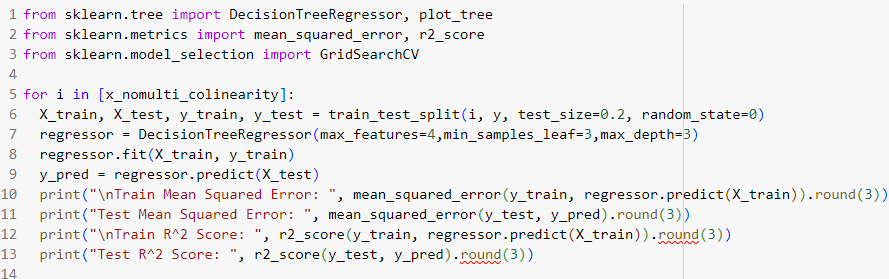 1 from sklearn.tree import DecisionTreeRegressor, plot_tree
2 from sklearn.metrics import mean_squared_error, r2_score
3 from sklearn.model_selection import GridSearchCV
4
5 for i in [x_nomulti_colinearity]:
6   X_train, X_test, y_train, y_test = train_test_split(i, y, test_size=0.2, random_state=0)
7   regressor = DecisionTreeRegressor(max_features=4,min_samples_leaf=3,max_depth=3)
8   regressor.fit(X_train, y_train)
9   y_pred = regressor.predict(X_test)
10   print("\nTrain Mean Squared Error: ", mean_squared_error(y_train, regressor.predict(X_train)).round(3))
11   print("Test Mean Squared Error: ", mean_squared_error(y_test, y_pred).round(3))
12   print("\nTrain R^2 Score: ", r2_score(y_train, regressor.predict(X_train)).round(3))
13   print("Test R^2 Score: ", r2_score(y_test, y_pred).round(3))
14